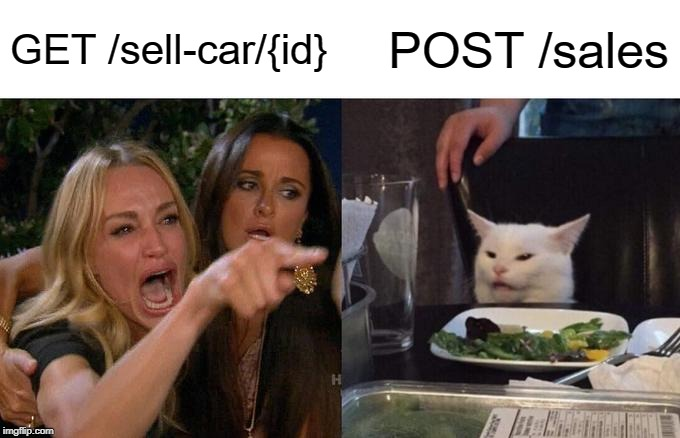 GET /sell-car/{id}
POST /sales
imgflip.com